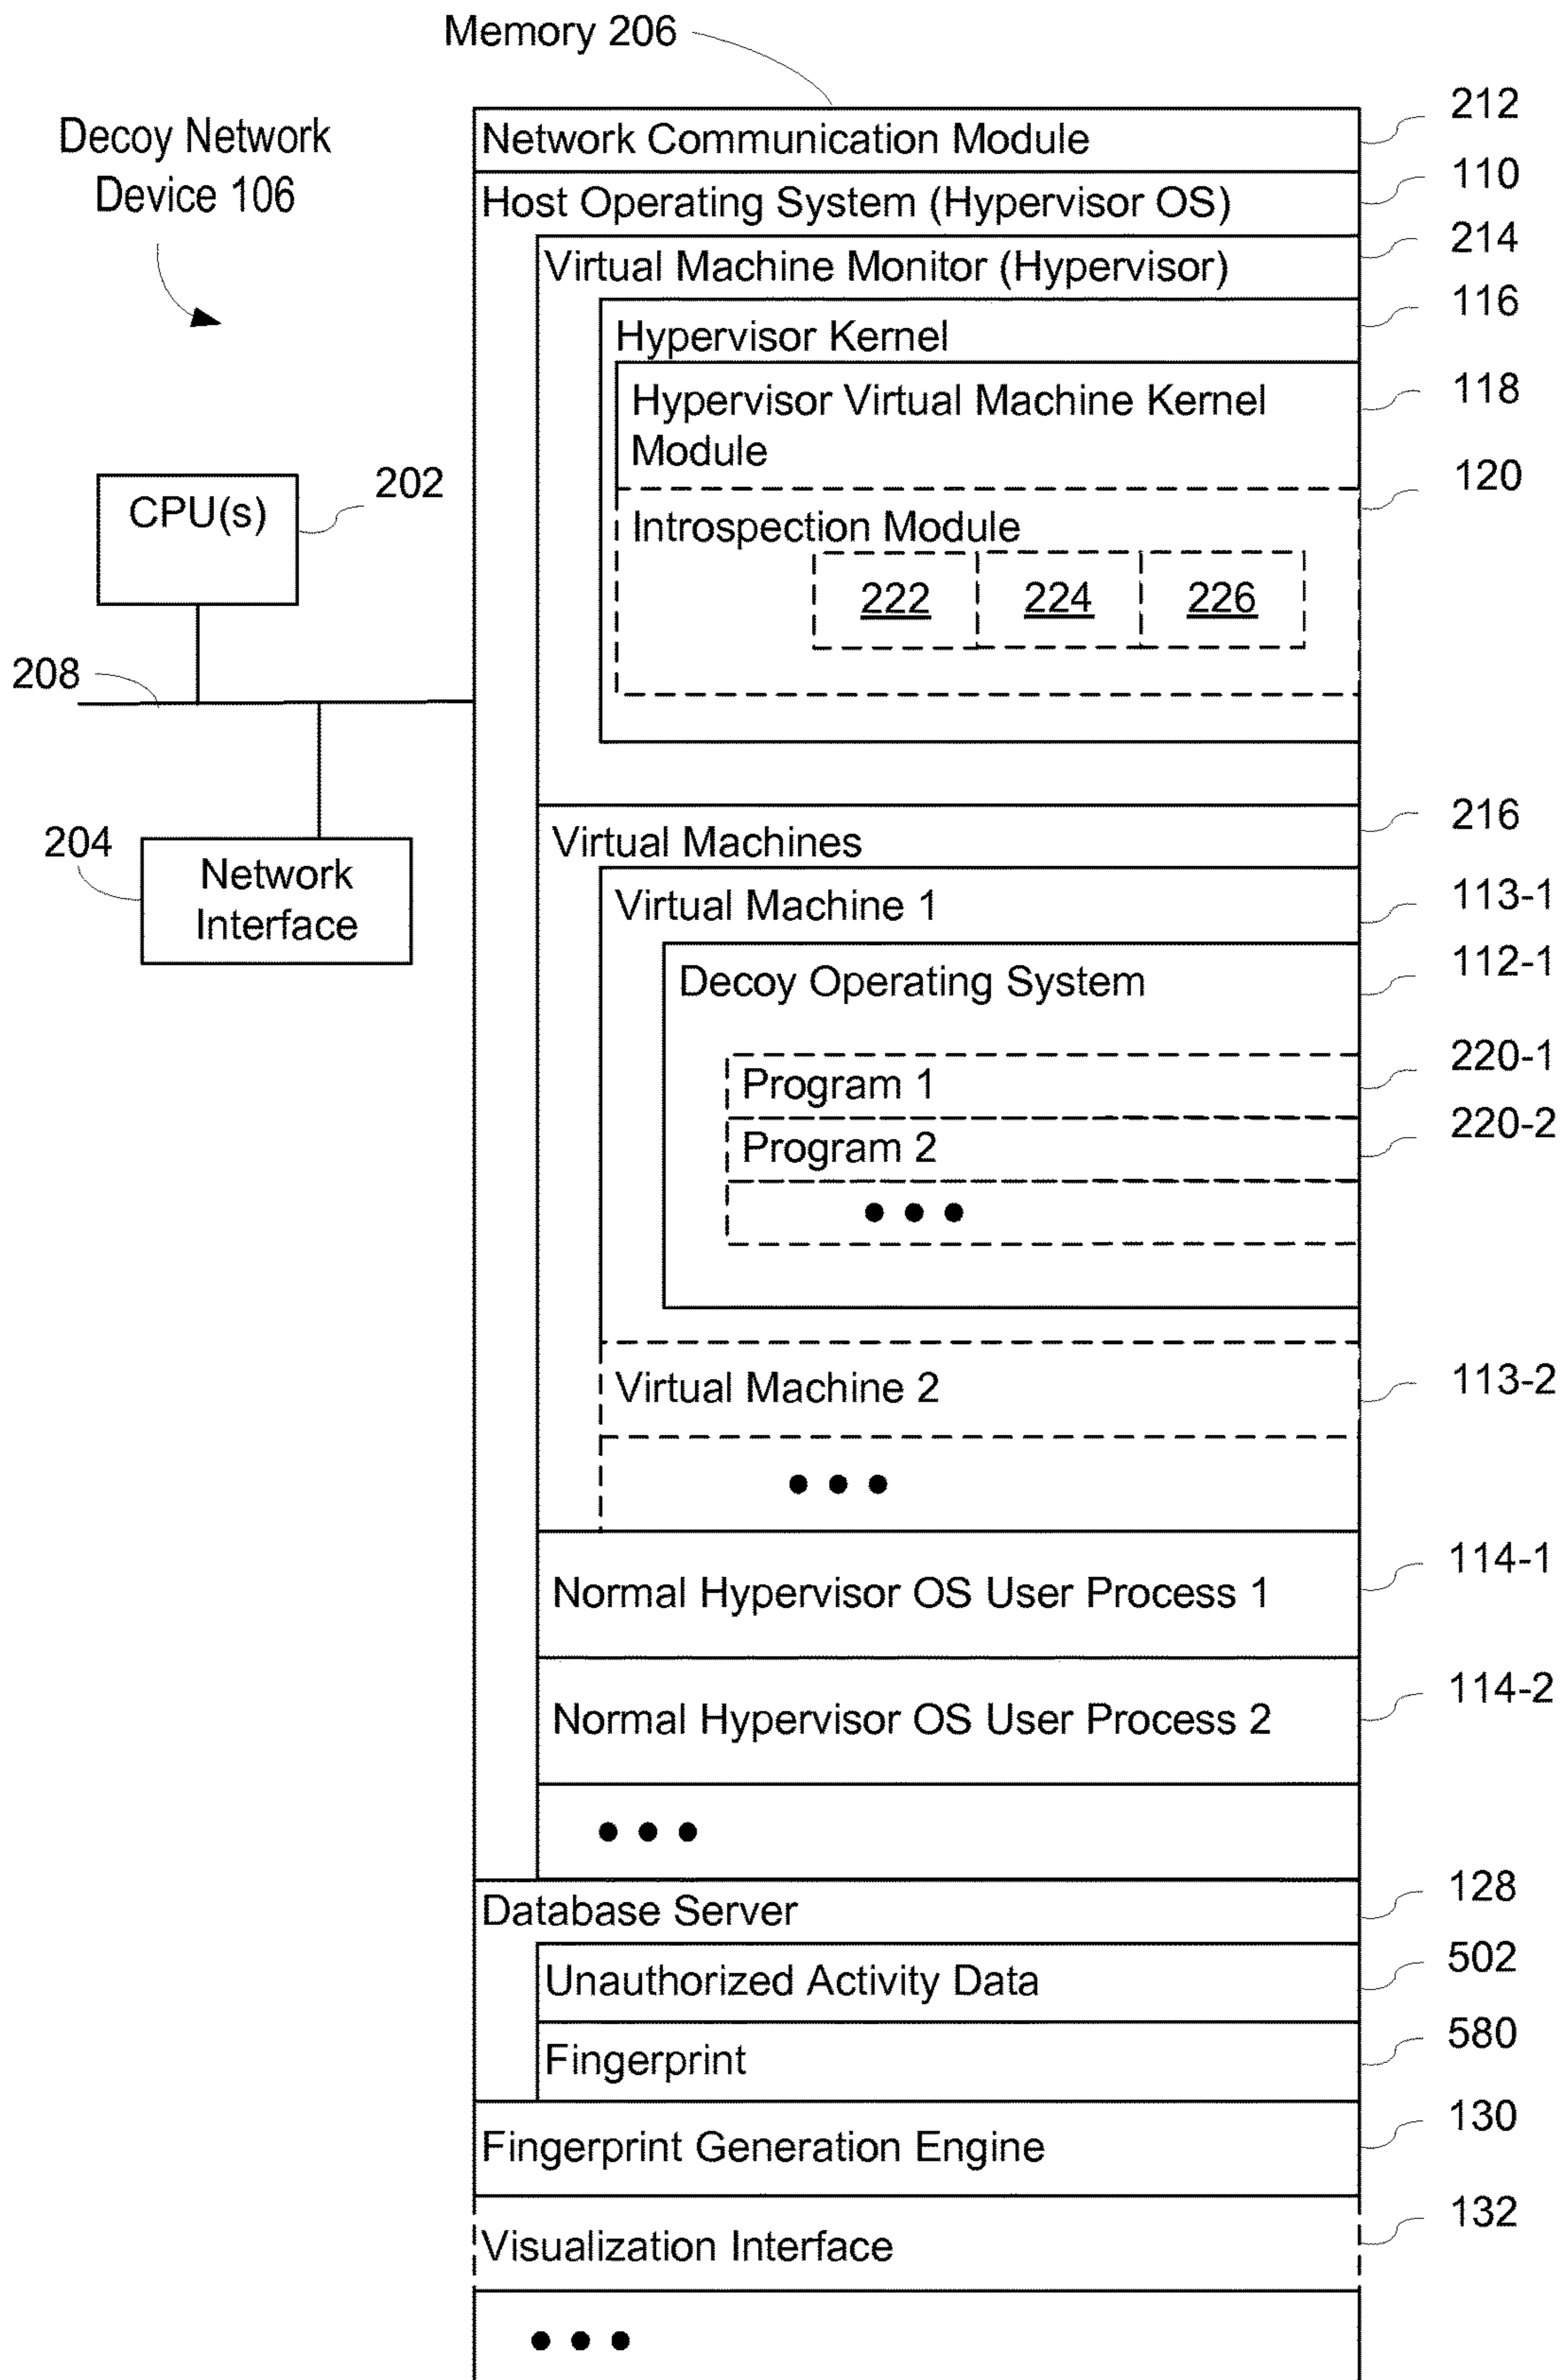 Memory 206
Decoy Network
Device 106
Network Communication Module
212
Host Operating System (Hypervisor OS)
110
Virtual Machine Monitor (Hypervisor)
214
Hypervisor Kernel
116
Hypervisor Virtual Machine Kernel
Module
118
Introspection Module
120
222 224 226
CPU(s)
202
208
204
Network
Interface
Virtual Machines
216
Virtual Machine 1
113-1
Decoy Operating System
112-1
Program 1
220-1
Program 2
220-2
Virtual Machine 2
113-2
Normal Hypervisor OS User Process 1
114-1
Normal Hypervisor OS User Process 2
114-2
Database Server
128
Unauthorized Activity Data
502
Fingerprint
580
Fingerprint Generation Engine
130
Visualization Interface
132